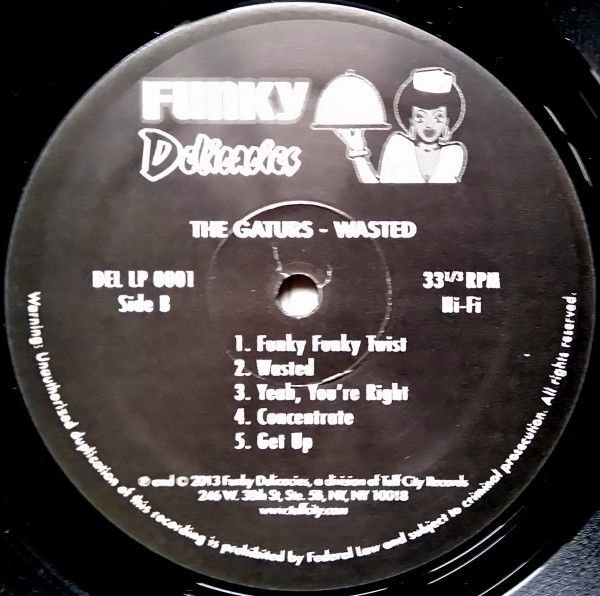 Funky
Delicacies
THE GATURS - WASTED
DEL LP 0001
Side B
33 1/3 RPM
Hi-Fi
1. Funky Funky Twist
2. Wasted
3. Yeah, You're Right
4. Concentrate
5. Get Up
℗ and © 2013 Funky Delicacies, a division of Tuff City Records
246 W. 38th St, Ste. 5B, NY, NY 10018
www.tuffcity.com
Warning: Unauthorized duplication of this recording is prohibited by Federal Law and subject to criminal prosecution. All rights reserved.